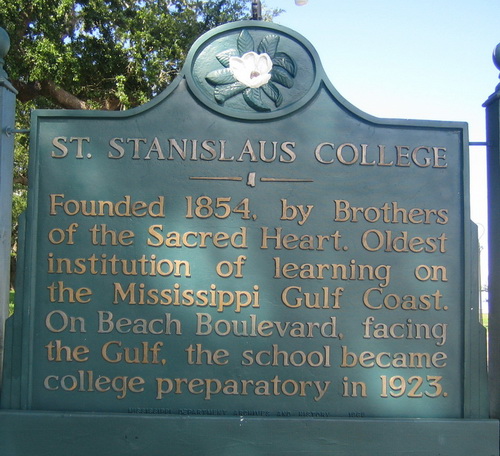 ST. STANISLAUS COLLEGE
Founded 1854, by Brothers
of the Sacred Heart. Oldest
institution of learning on
the Mississippi Gulf Coast.
On Beach Boulevard, facing
the Gulf, the school became
college preparatory in 1923.